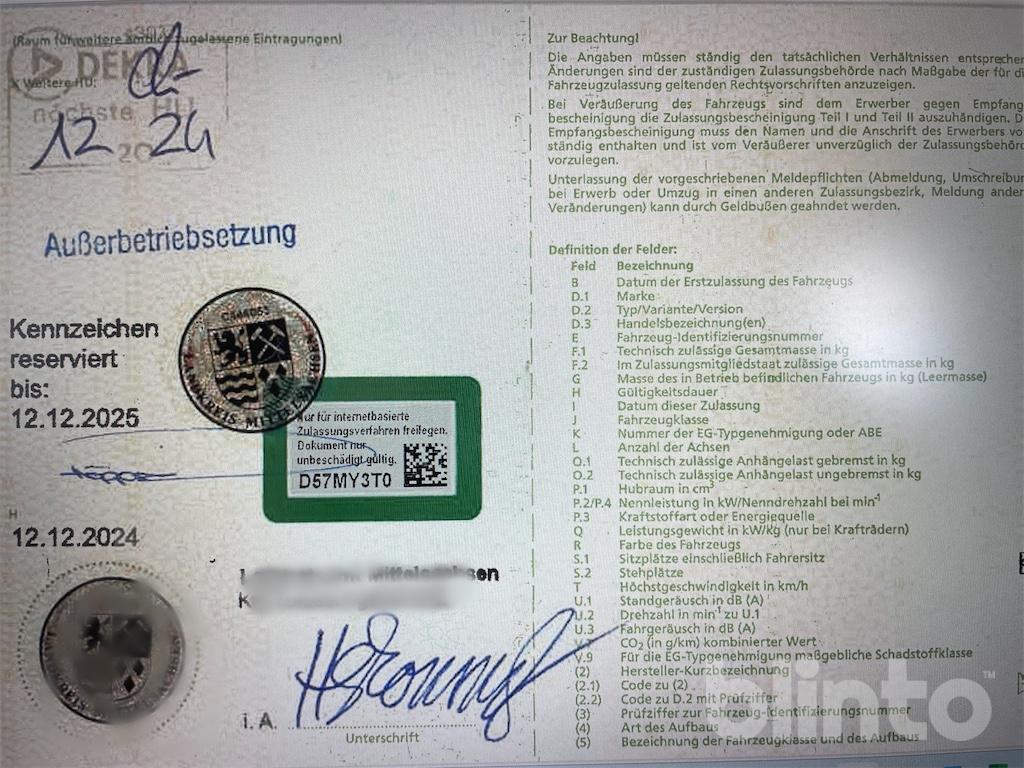 (Raum für weitere amtlich zugelassene Eintragungen)
DEKRA
Weitere HU:
nächste HU
12 24
Außerbetriebsetzung
Kennzeichen
reserviert
bis:
12.12.2025
Nur für internetbasierte
Zulassungsverfahren freilegen.
Dokument nur
unbeschädigt gültig.
D57MY3T0
H
12.12.2024
i. A.
Unterschrift
Zur Beachtung!
Die Angaben müssen ständig den tatsächlichen Verhältnissen entsprechen
Änderungen sind der zuständigen Zulassungsbehörde nach Maßgabe der für di
Fahrzeugzulassung geltenden Rechtsvorschriften anzuzeigen.
Bei Veräußerung des Fahrzeugs sind dem Erwerber gegen Empfang
bescheinigung die Zulassungsbescheinigung Teil I und Teil II auszuhändigen. D
Empfangsbescheinigung muss den Namen und die Anschrift des Erwerbers vo
ständig enthalten und ist vom Veräußerer unverzüglich der Zulassungsbehörd
vorzulegen.
Unterlassung der vorgeschriebenen Meldepflichten (Abmeldung, Umschreibun
bei Erwerb oder Umzug in einen anderen Zulassungsbezirk, Meldung ander
Veränderungen) kann durch Geldbußen geahndet werden.
Definition der Felder:
Feld Bezeichnung
B Datum der Erstzulassung des Fahrzeugs
D.1 Marke
D.2 Typ/Variante/Version
D.3 Handelsbezeichnung(en)
E Fahrzeug-Identifizierungsnummer
F.1 Technisch zulässige Gesamtmasse in kg
F.2 Im Zulassungsmitgliedstaat zulässige Gesamtmasse in kg
G Masse des in Betrieb befindlichen Fahrzeugs in kg (Leermasse)
H Gültigkeitsdauer
I Datum dieser Zulassung
J Fahrzeugklasse
K Nummer der EG-Typgenehmigung oder ABE
L Anzahl der Achsen
O.1 Technisch zulässige Anhängelast gebremst in kg
O.2 Technisch zulässige Anhängelast ungebremst in kg
P.1 Hubraum in cm³
P.2/P.4 Nennleistung in kW/Nenndrehzahl bei min⁻¹
P.3 Kraftstoffart oder Energiequelle
Q Leistungsgewicht in kW/kg (nur bei Krafträdern)
R Farbe des Fahrzeugs
S.1 Sitzplätze einschließlich Fahrersitz
S.2 Stehplätze
T Höchstgeschwindigkeit in km/h
U.1 Standgeräusch in dB (A)
U.2 Drehzahl in min⁻¹ zu U.1
U.3 Fahrgeräusch in dB (A)
V.7 CO₂ (in g/km) kombinierter Wert
V.9 Für die EG-Typgenehmigung maßgebliche Schadstoffklasse
(2) Hersteller-Kurzbezeichnung
(2.1) Code zu (2)
(2.2) Code zu D.2 mit Prüfziffer
(3) Prüfziffer zur Fahrzeug-Identifizierungsnummer
(4) Art des Aufbaus
(5) Bezeichnung der Fahrzeugklasse und des Aufbaus
blinto™